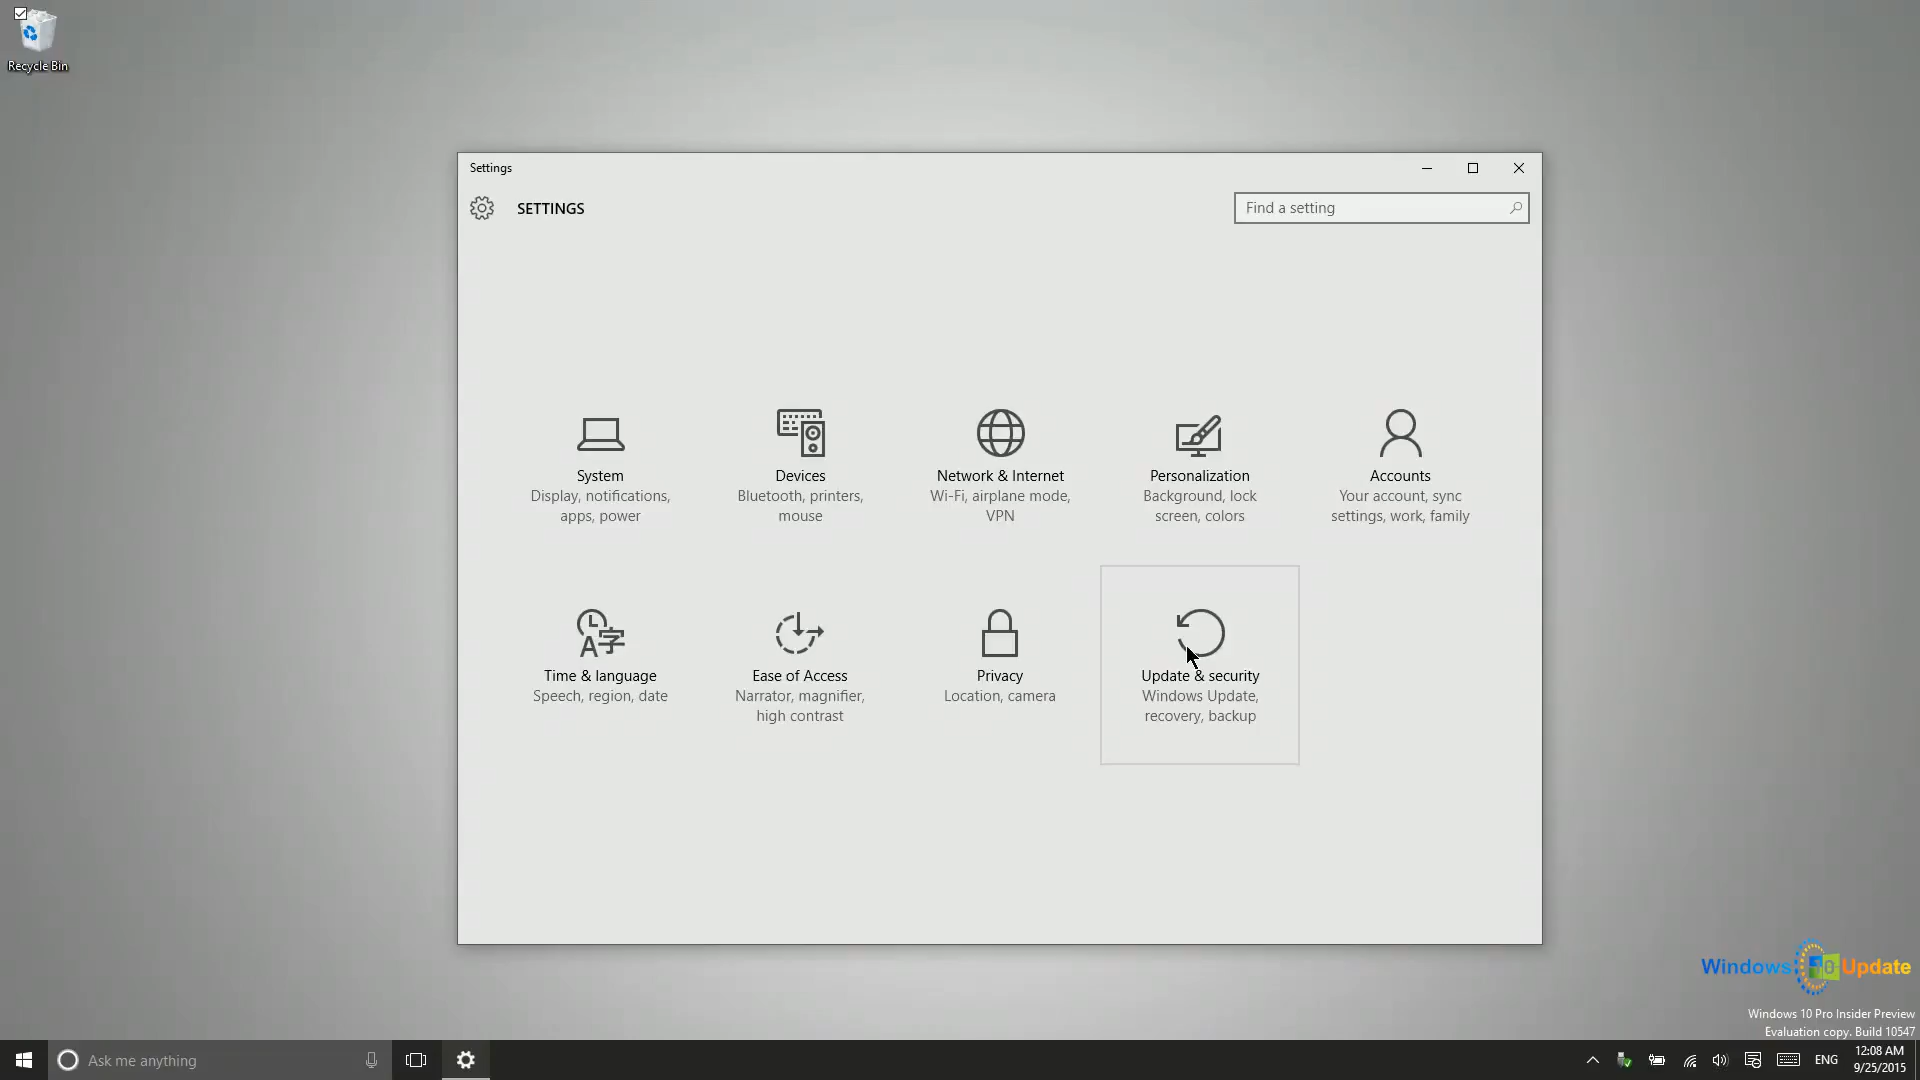 Recycle Bin
Settings
SETTINGS
Find a setting
System
Display, notifications,
apps, power
Devices
Bluetooth, printers,
mouse
Network & Internet
Wi-Fi, airplane mode,
VPN
Personalization
Background, lock
screen, colors
Accounts
Your account, sync
settings, work, family
A字
Time & language
Speech, region, date
Ease of Access
Narrator, magnifier,
high contrast
Privacy
Location, camera
Update & security
Windows Update,
recovery, backup
Windows 10 Update
Windows 10 Pro Insider Preview
Evaluation copy. Build 10547
Ask me anything
ENG
12:08 AM
9/25/2015